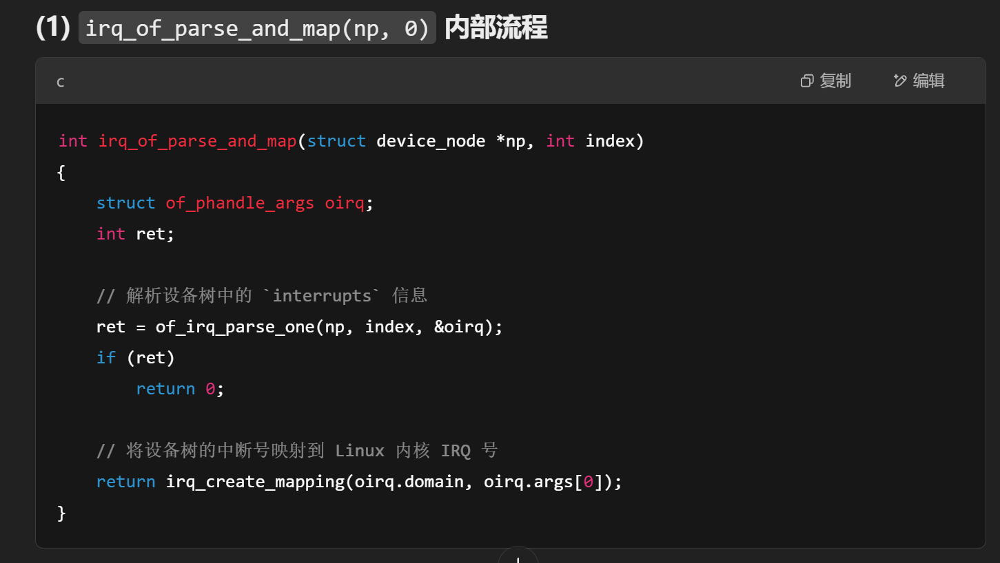 (1) irq_of_parse_and_map(np, 0) 内部流程
c 复制 编辑
int irq_of_parse_and_map(struct device_node *np, int index)
{
    struct of_phandle_args oirq;
    int ret;
    // 解析设备树中的 `interrupts` 信息
    ret = of_irq_parse_one(np, index, &oirq);
    if (ret)
        return 0;
    // 将设备树的中断号映射到 Linux 内核 IRQ 号
    return irq_create_mapping(oirq.domain, oirq.args[0]);
}